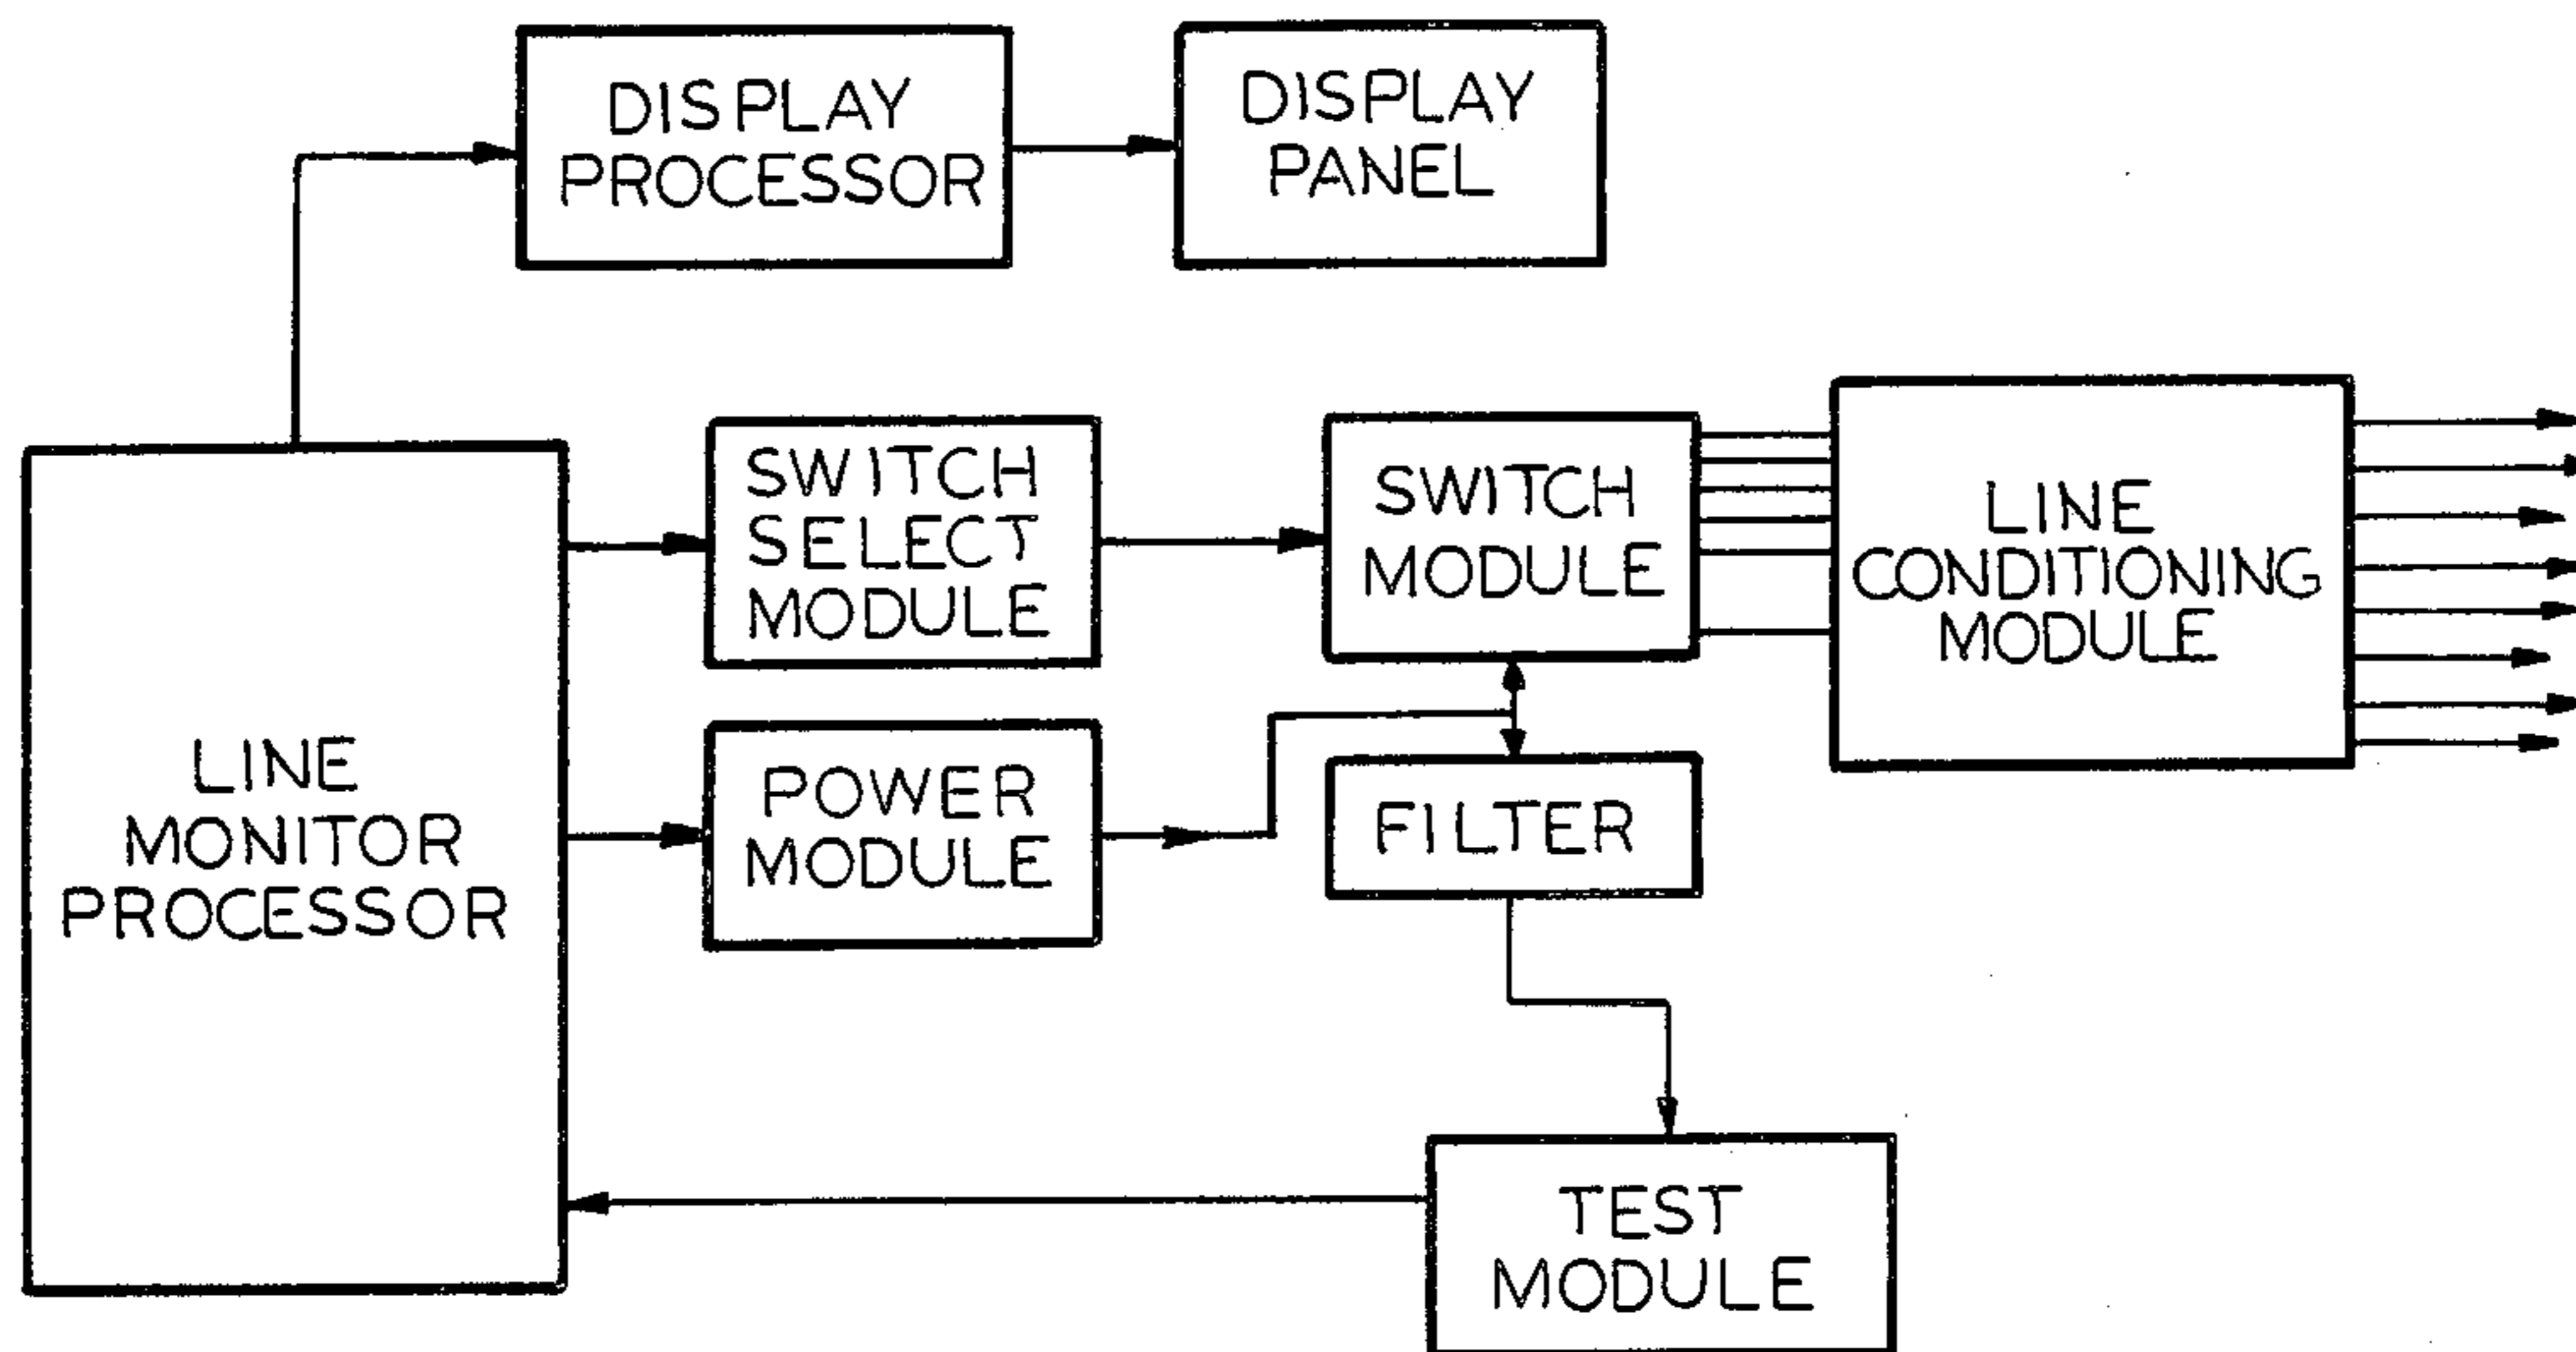 DISPLAY
PROCESSOR
DISPLAY
PANEL
SWITCH
SELECT
MODULE
SWITCH
MODULE
LINE
CONDITIONING
MODULE
LINE
MONITOR
PROCESSOR
POWER
MODULE
FILTER
TEST
MODULE